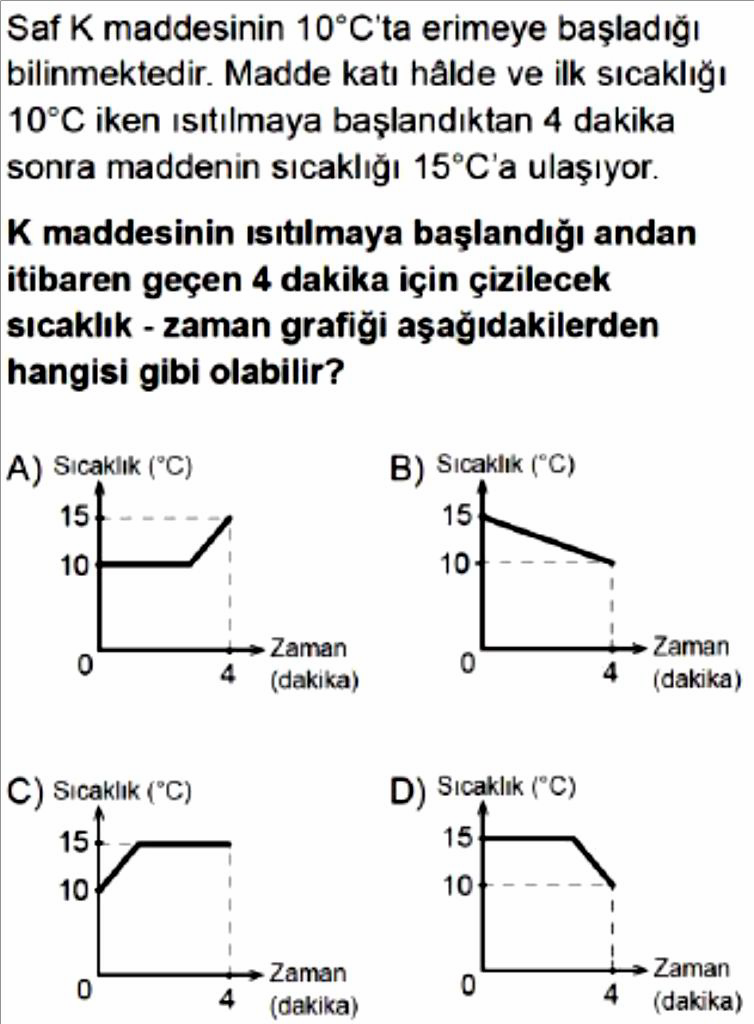 Saf K maddesinin 10°C'ta erimeye başladığı
bilinmektedir. Madde katı hâlde ve ilk sıcaklığı
10°C iken ısıtılmaya başlandıktan 4 dakika
sonra maddenin sıcaklığı 15°C'a ulaşıyor.
K maddesinin ısıtılmaya başlandığı andan
itibaren geçen 4 dakika için çizilecek
sıcaklık - zaman grafiği aşağıdakilerden
hangisi gibi olabilir?
A) Sıcaklık (°C)
15
10
0
4
Zaman
(dakika)
B) Sıcaklık (°C)
15
10
0
4
Zaman
(dakika)
C) Sıcaklık (°C)
15
10
0
4
Zaman
(dakika)
D) Sıcaklık (°C)
15
10
0
4
Zaman
(dakika)